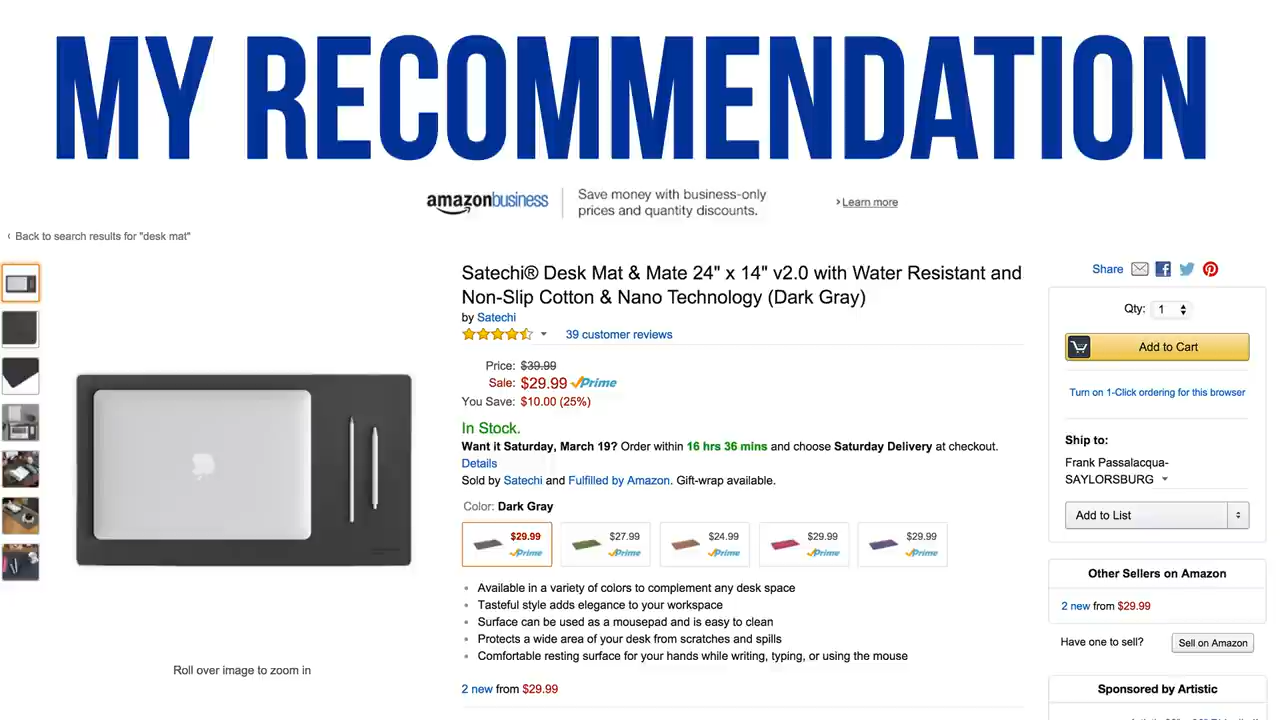 MY RECOMMENDATION
amazonbusiness
Save money with business-only
prices and quantity discounts.
› Learn more
‹ Back to search results for "desk mat"
Satechi® Desk Mat & Mate 24" x 14" v2.0 with Water Resistant and
Non-Slip Cotton & Nano Technology (Dark Gray)
by Satechi
39 customer reviews
Price: $39.99
Sale: $29.99 Prime
You Save: $10.00 (25%)
In Stock.
Want it Saturday, March 19? Order within 16 hrs 36 mins and choose Saturday Delivery at checkout.
Details
Sold by Satechi and Fulfilled by Amazon. Gift-wrap available.
Color: Dark Gray
$29.99 $27.99 $24.99 $29.99 $29.99
Prime Prime Prime Prime Prime
Available in a variety of colors to complement any desk space
Tasteful style adds elegance to your workspace
Surface can be used as a mousepad and is easy to clean
Protects a wide area of your desk from scratches and spills
Comfortable resting surface for your hands while writing, typing, or using the mouse
2 new from $29.99
Roll over image to zoom in
Share
Qty: 1
Add to Cart
Turn on 1-Click ordering for this browser
Ship to:
Frank Passalacqua-
SAYLORSBURG
Add to List
Other Sellers on Amazon
2 new from $29.99
Have one to sell? Sell on Amazon
Sponsored by Artistic